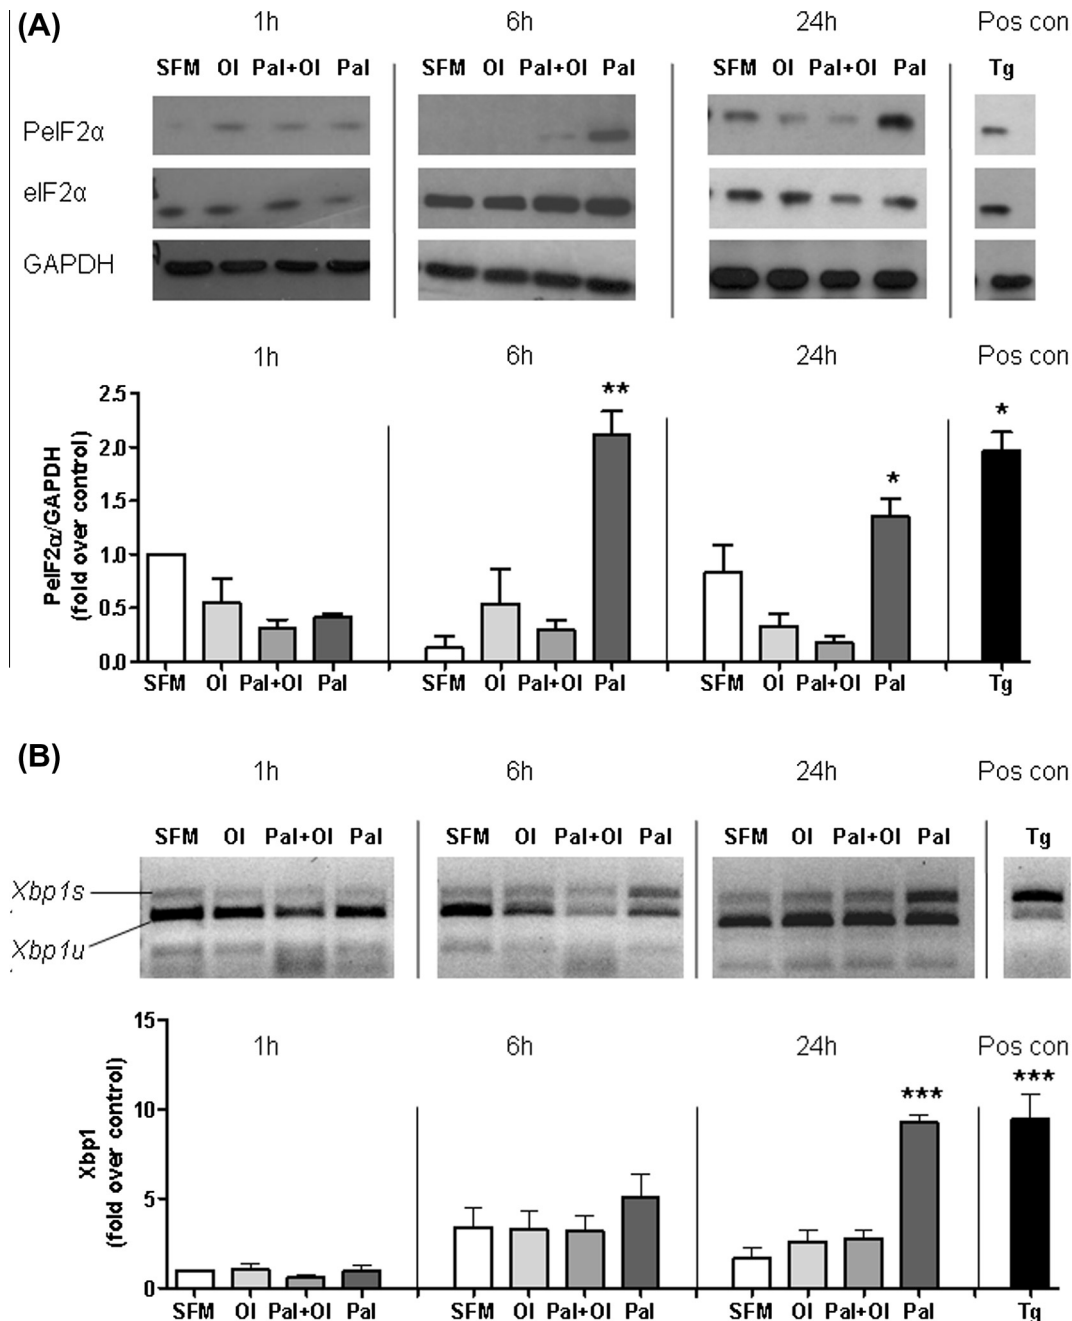 (A)
1h 6h 24h Pos con
SFM Ol Pal+Ol Pal SFM Ol Pal+Ol Pal SFM Ol Pal+Ol Pal Tg
PeIF2α
eIF2α
GAPDH
1h 6h 24h Pos con
PeIF2α/GAPDH
(fold over control)
2.5
2.0
1.5
1.0
0.5
0.0
** * *
SFM Ol Pal+Ol Pal SFM Ol Pal+Ol Pal SFM Ol Pal+Ol Pal Tg
(B)
1h 6h 24h Pos con
SFM Ol Pal+Ol Pal SFM Ol Pal+Ol Pal SFM Ol Pal+Ol Pal Tg
Xbp1s
Xbp1u
Xbp1
(fold over control)
15
10
5
0
1h 6h 24h Pos con
*** ***
SFM Ol Pal+Ol Pal SFM Ol Pal+Ol Pal SFM Ol Pal+Ol Pal Tg